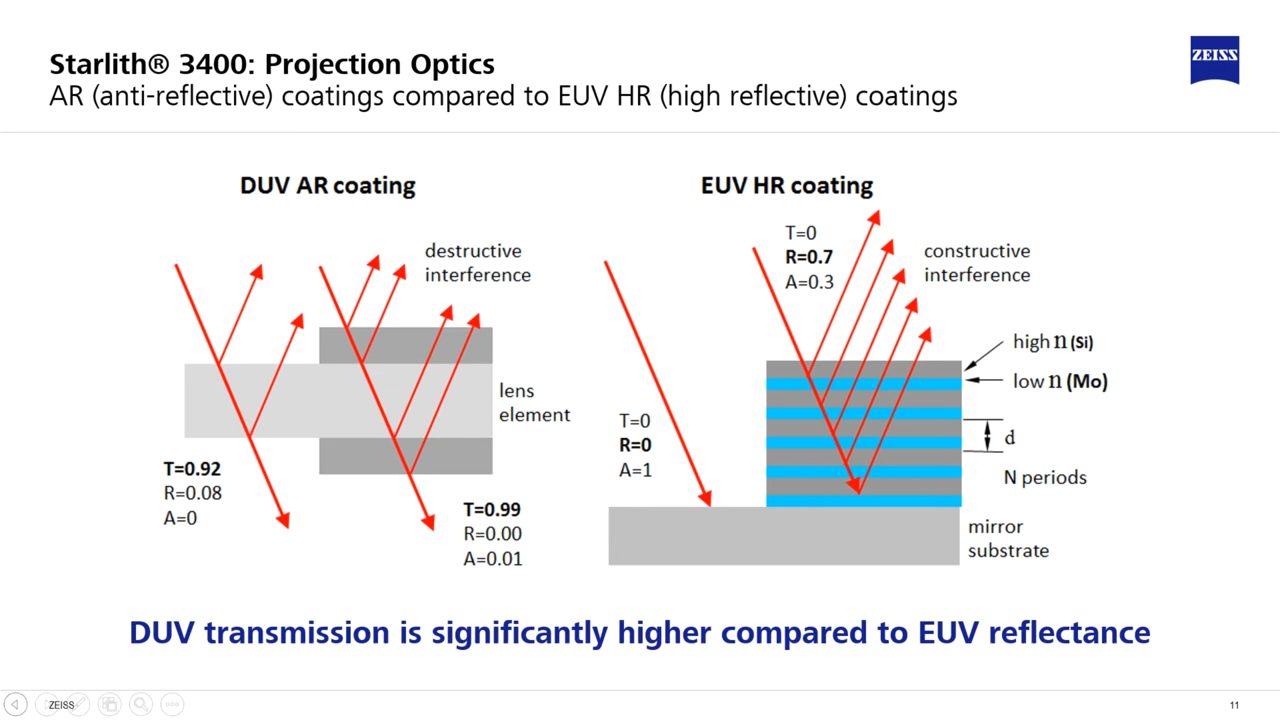 Starlith® 3400: Projection Optics
AR (anti-reflective) coatings compared to EUV HR (high reflective) coatings
ZEISS
DUV AR coating
destructive
interference
lens
element
T=0.92
R=0.08
A=0
T=0.99
R=0.00
A=0.01
EUV HR coating
T=0
R=0.7
A=0.3
constructive
interference
high n (Si)
low n (Mo)
d
N periods
T=0
R=0
A=1
mirror
substrate
DUV transmission is significantly higher compared to EUV reflectance
ZEISS
11